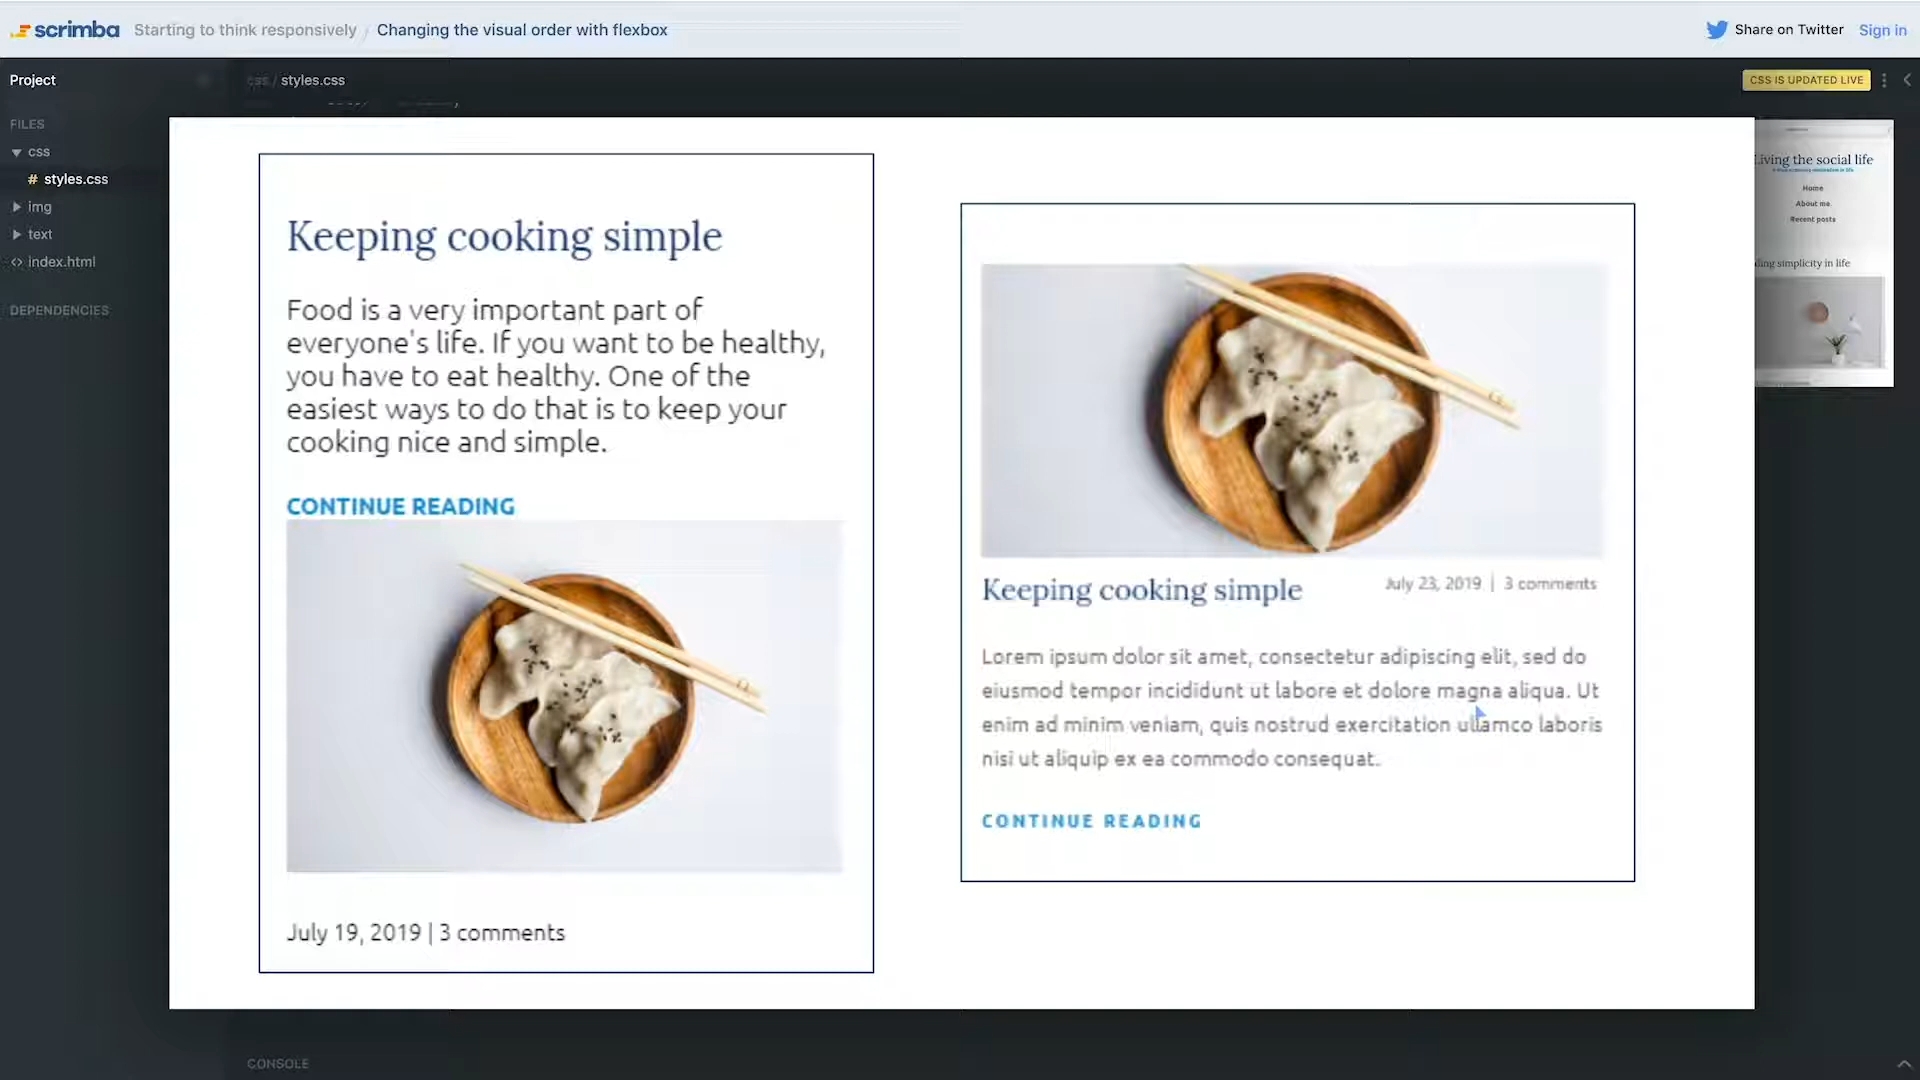 scrimba Starting to think responsively / Changing the visual order with flexbox
Share on Twitter Sign in
Project
css / styles.css
CSS IS UPDATED LIVE
FILES
css
# styles.css
img
text
<> index.html
DEPENDENCIES
Keeping cooking simple
Food is a very important part of
everyone's life. If you want to be healthy,
you have to eat healthy. One of the
easiest ways to do that is to keep your
cooking nice and simple.
CONTINUE READING
July 19, 2019 | 3 comments
Keeping cooking simple
July 23, 2019 | 3 comments
Lorem ipsum dolor sit amet, consectetur adipiscing elit, sed do
eiusmod tempor incididunt ut labore et dolore magna aliqua. Ut
enim ad minim veniam, quis nostrud exercitation ullamco laboris
nisi ut aliquip ex ea commodo consequat.
CONTINUE READING
Living the social life
Home
About me
Recent posts
simplicity in life
CONSOLE